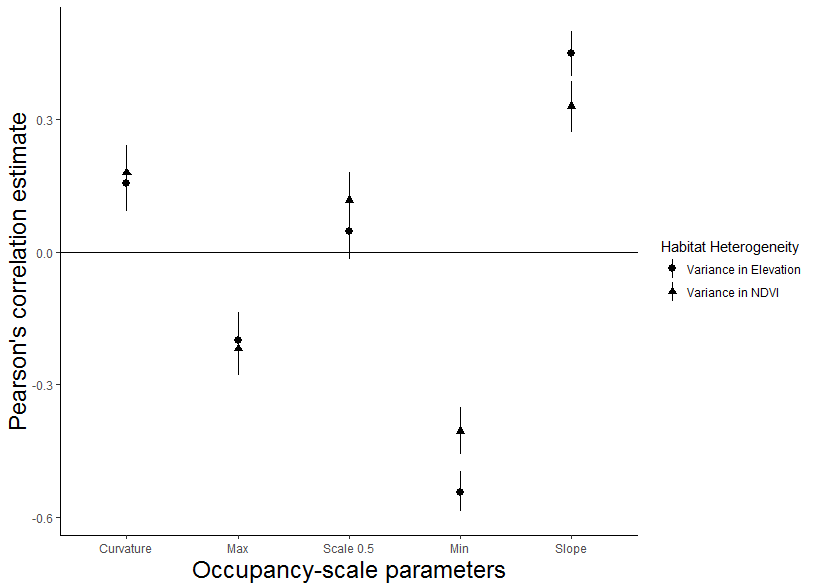 Pearson's correlation estimate
0.3
0.0
-0.3
-0.6
Curvature
Max
Scale 0.5
Min
Slope
Occupancy-scale parameters
Habitat Heterogeneity
Variance in Elevation
Variance in NDVI